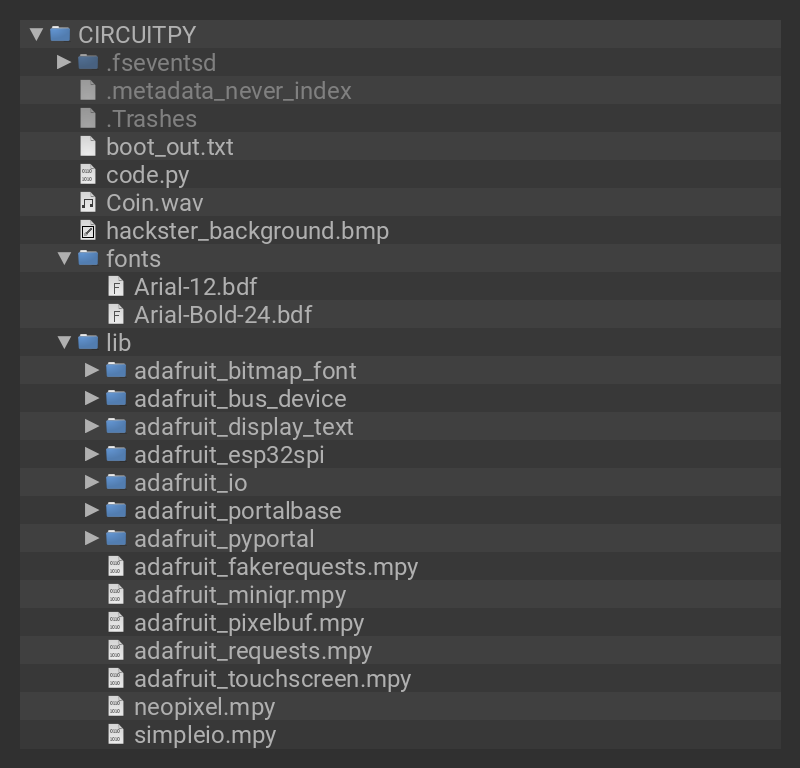 CIRCUITPY
.fseventsd
.metadata_never_index
.Trashes
boot_out.txt
code.py
Coin.wav
hackster_background.bmp
fonts
Arial-12.bdf
Arial-Bold-24.bdf
lib
adafruit_bitmap_font
adafruit_bus_device
adafruit_display_text
adafruit_esp32spi
adafruit_io
adafruit_portalbase
adafruit_pyportal
adafruit_fakerequests.mpy
adafruit_miniqr.mpy
adafruit_pixelbuf.mpy
adafruit_requests.mpy
adafruit_touchscreen.mpy
neopixel.mpy
simpleio.mpy